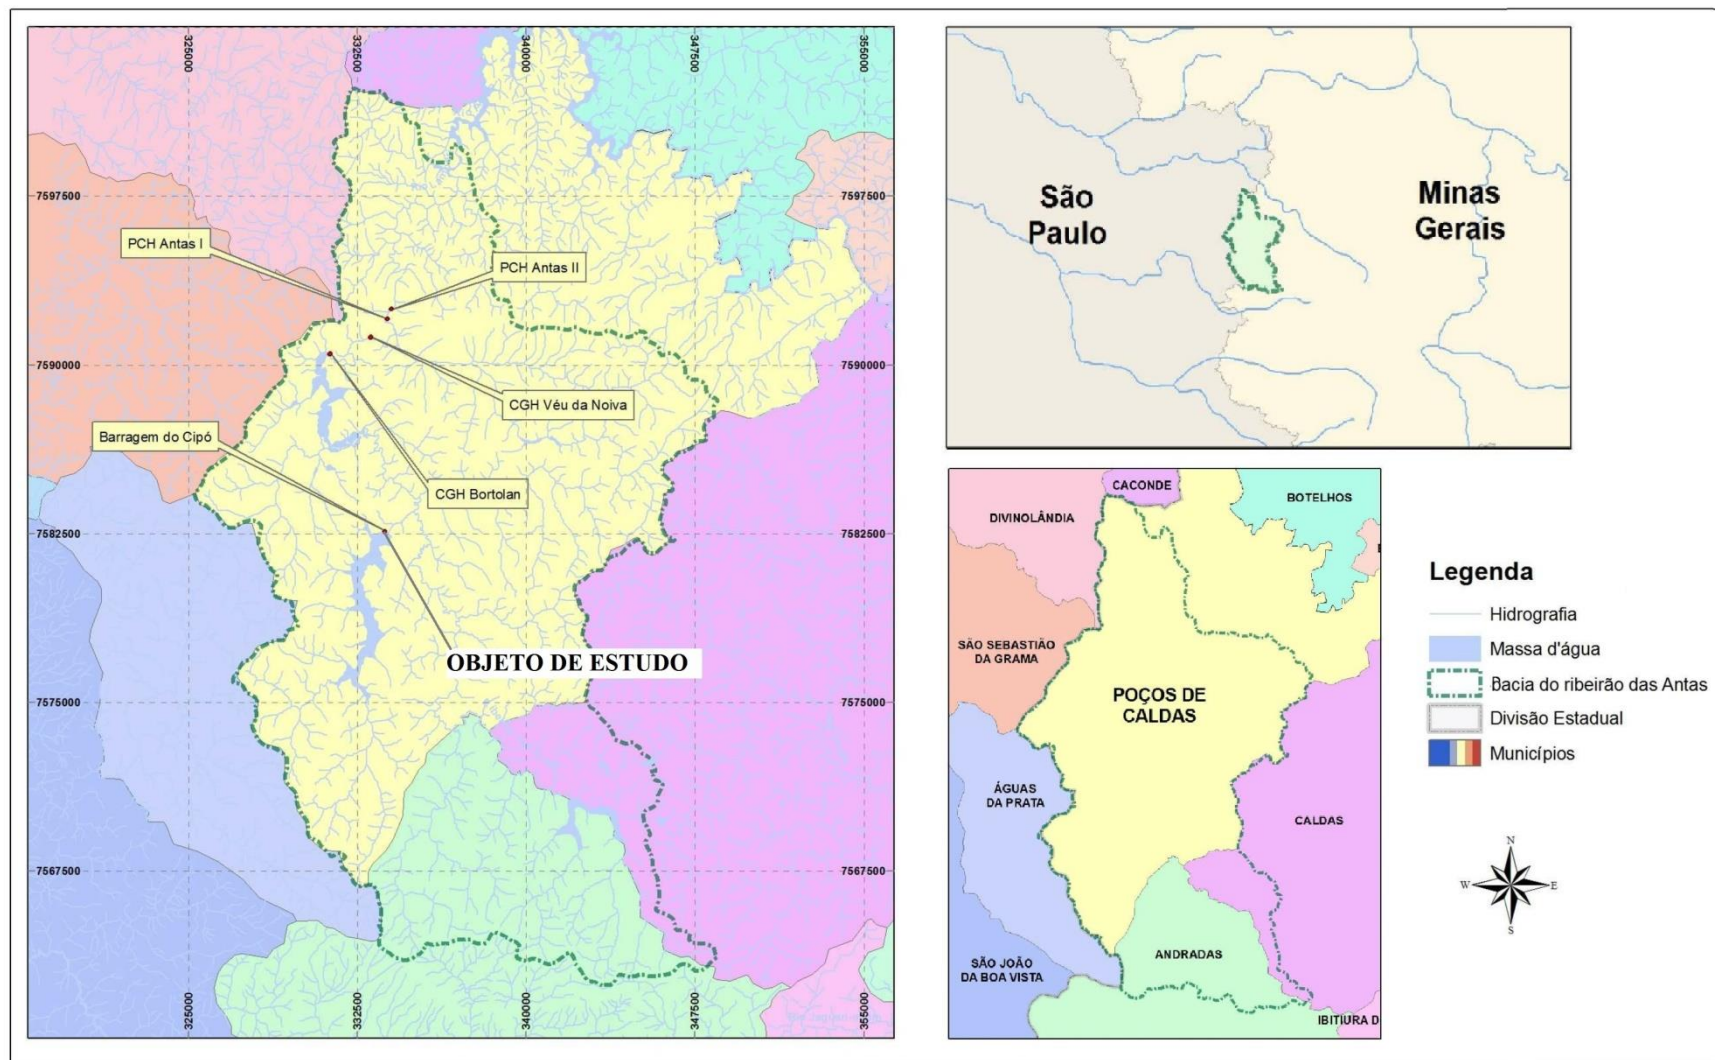 325000
332500
340000
347500
355000
7597500
7597500
PCH Antas I
PCH Antas II
7590000
7590000
CGH Véu da Noiva
Barragem do Cipó
CGH Bortolan
7582500
7582500
OBJETO DE ESTUDO
7575000
7575000
7567500
7567500
325000
332500
340000
347500
355000
São
Paulo
Minas
Gerais
CACONDE
BOTELHOS
DIVINOLÂNDIA
SÃO SEBASTIÃO
DA GRAMA
POÇOS DE
CALDAS
ÁGUAS
DA PRATA
CALDAS
ANDRADAS
SÃO JOÃO
DA BOA VISTA
IBITIURA D
Legenda
Hidrografia
Massa d'água
Bacia do ribeirão das Antas
Divisão Estadual
Municípios
N
W
E
S